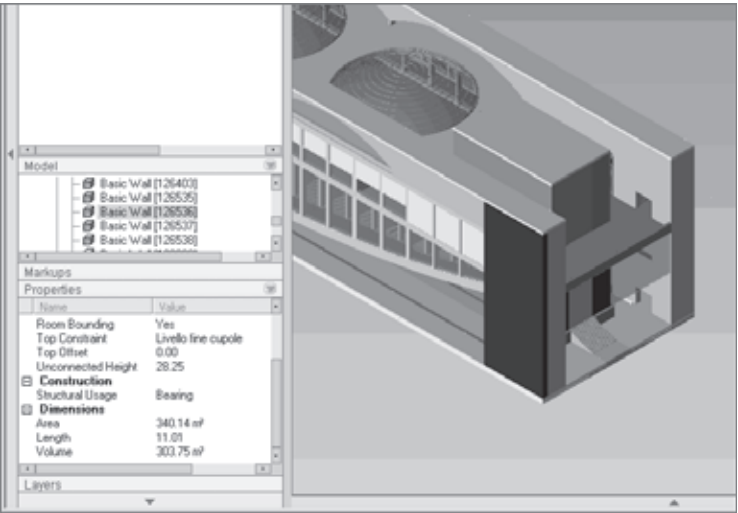 Model
Basic Wall [126403]
Basic Wall [126535]
Basic Wall [126536]
Basic Wall [126537]
Basic Wall [126538]
Markups
Properties
Name Value
Room Bounding Yes
Top Constraint Livello fine cupole
Top Offset 0.00
Unconnected Height 28.25
Construction
Structural Usage Bearing
Dimensions
Area 340.14 m²
Length 11.01
Volume 303.75 m³
Layers